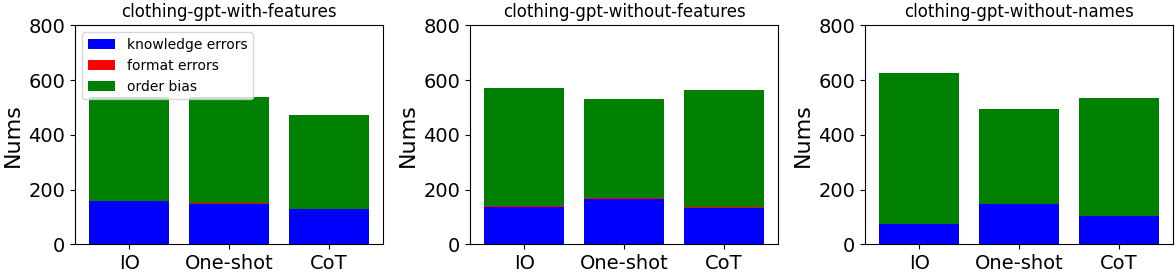 clothing-gpt-with-features
Nums
800
600
400
200
0
knowledge errors
format errors
order bias
IO One-shot CoT
clothing-gpt-without-features
Nums
800
600
400
200
0
IO One-shot CoT
clothing-gpt-without-names
Nums
800
600
400
200
0
IO One-shot CoT